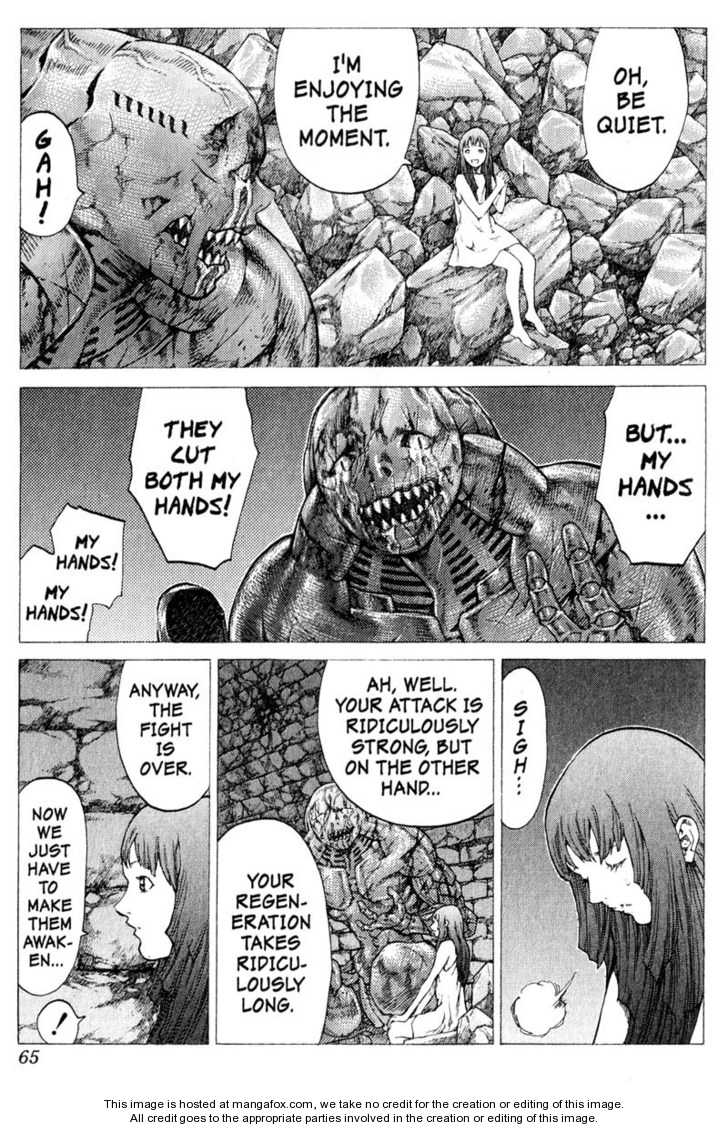 OH,
BE
QUIET.
I'M
ENJOYING
THE
MOMENT.
GAH!
BUT...
MY
HANDS
...
THEY
CUT
BOTH MY
HANDS!
MY
HANDS!
MY
HANDS!
SIGH...
AH, WELL.
YOUR ATTACK IS
RIDICULOUSLY
STRONG, BUT
ON THE OTHER
HAND...
YOUR
REGEN-
ERATION
TAKES
RIDICU-
LOUSLY
LONG.
ANYWAY,
THE
FIGHT
IS
OVER.
NOW
WE
JUST
HAVE
TO
MAKE
THEM
AWAK-
EN...
!
65
This image is hosted at mangafox.com, we take no credit for the creation or editing of this image.
All credit goes to the appropriate parties involved in the creation or editing of this image.